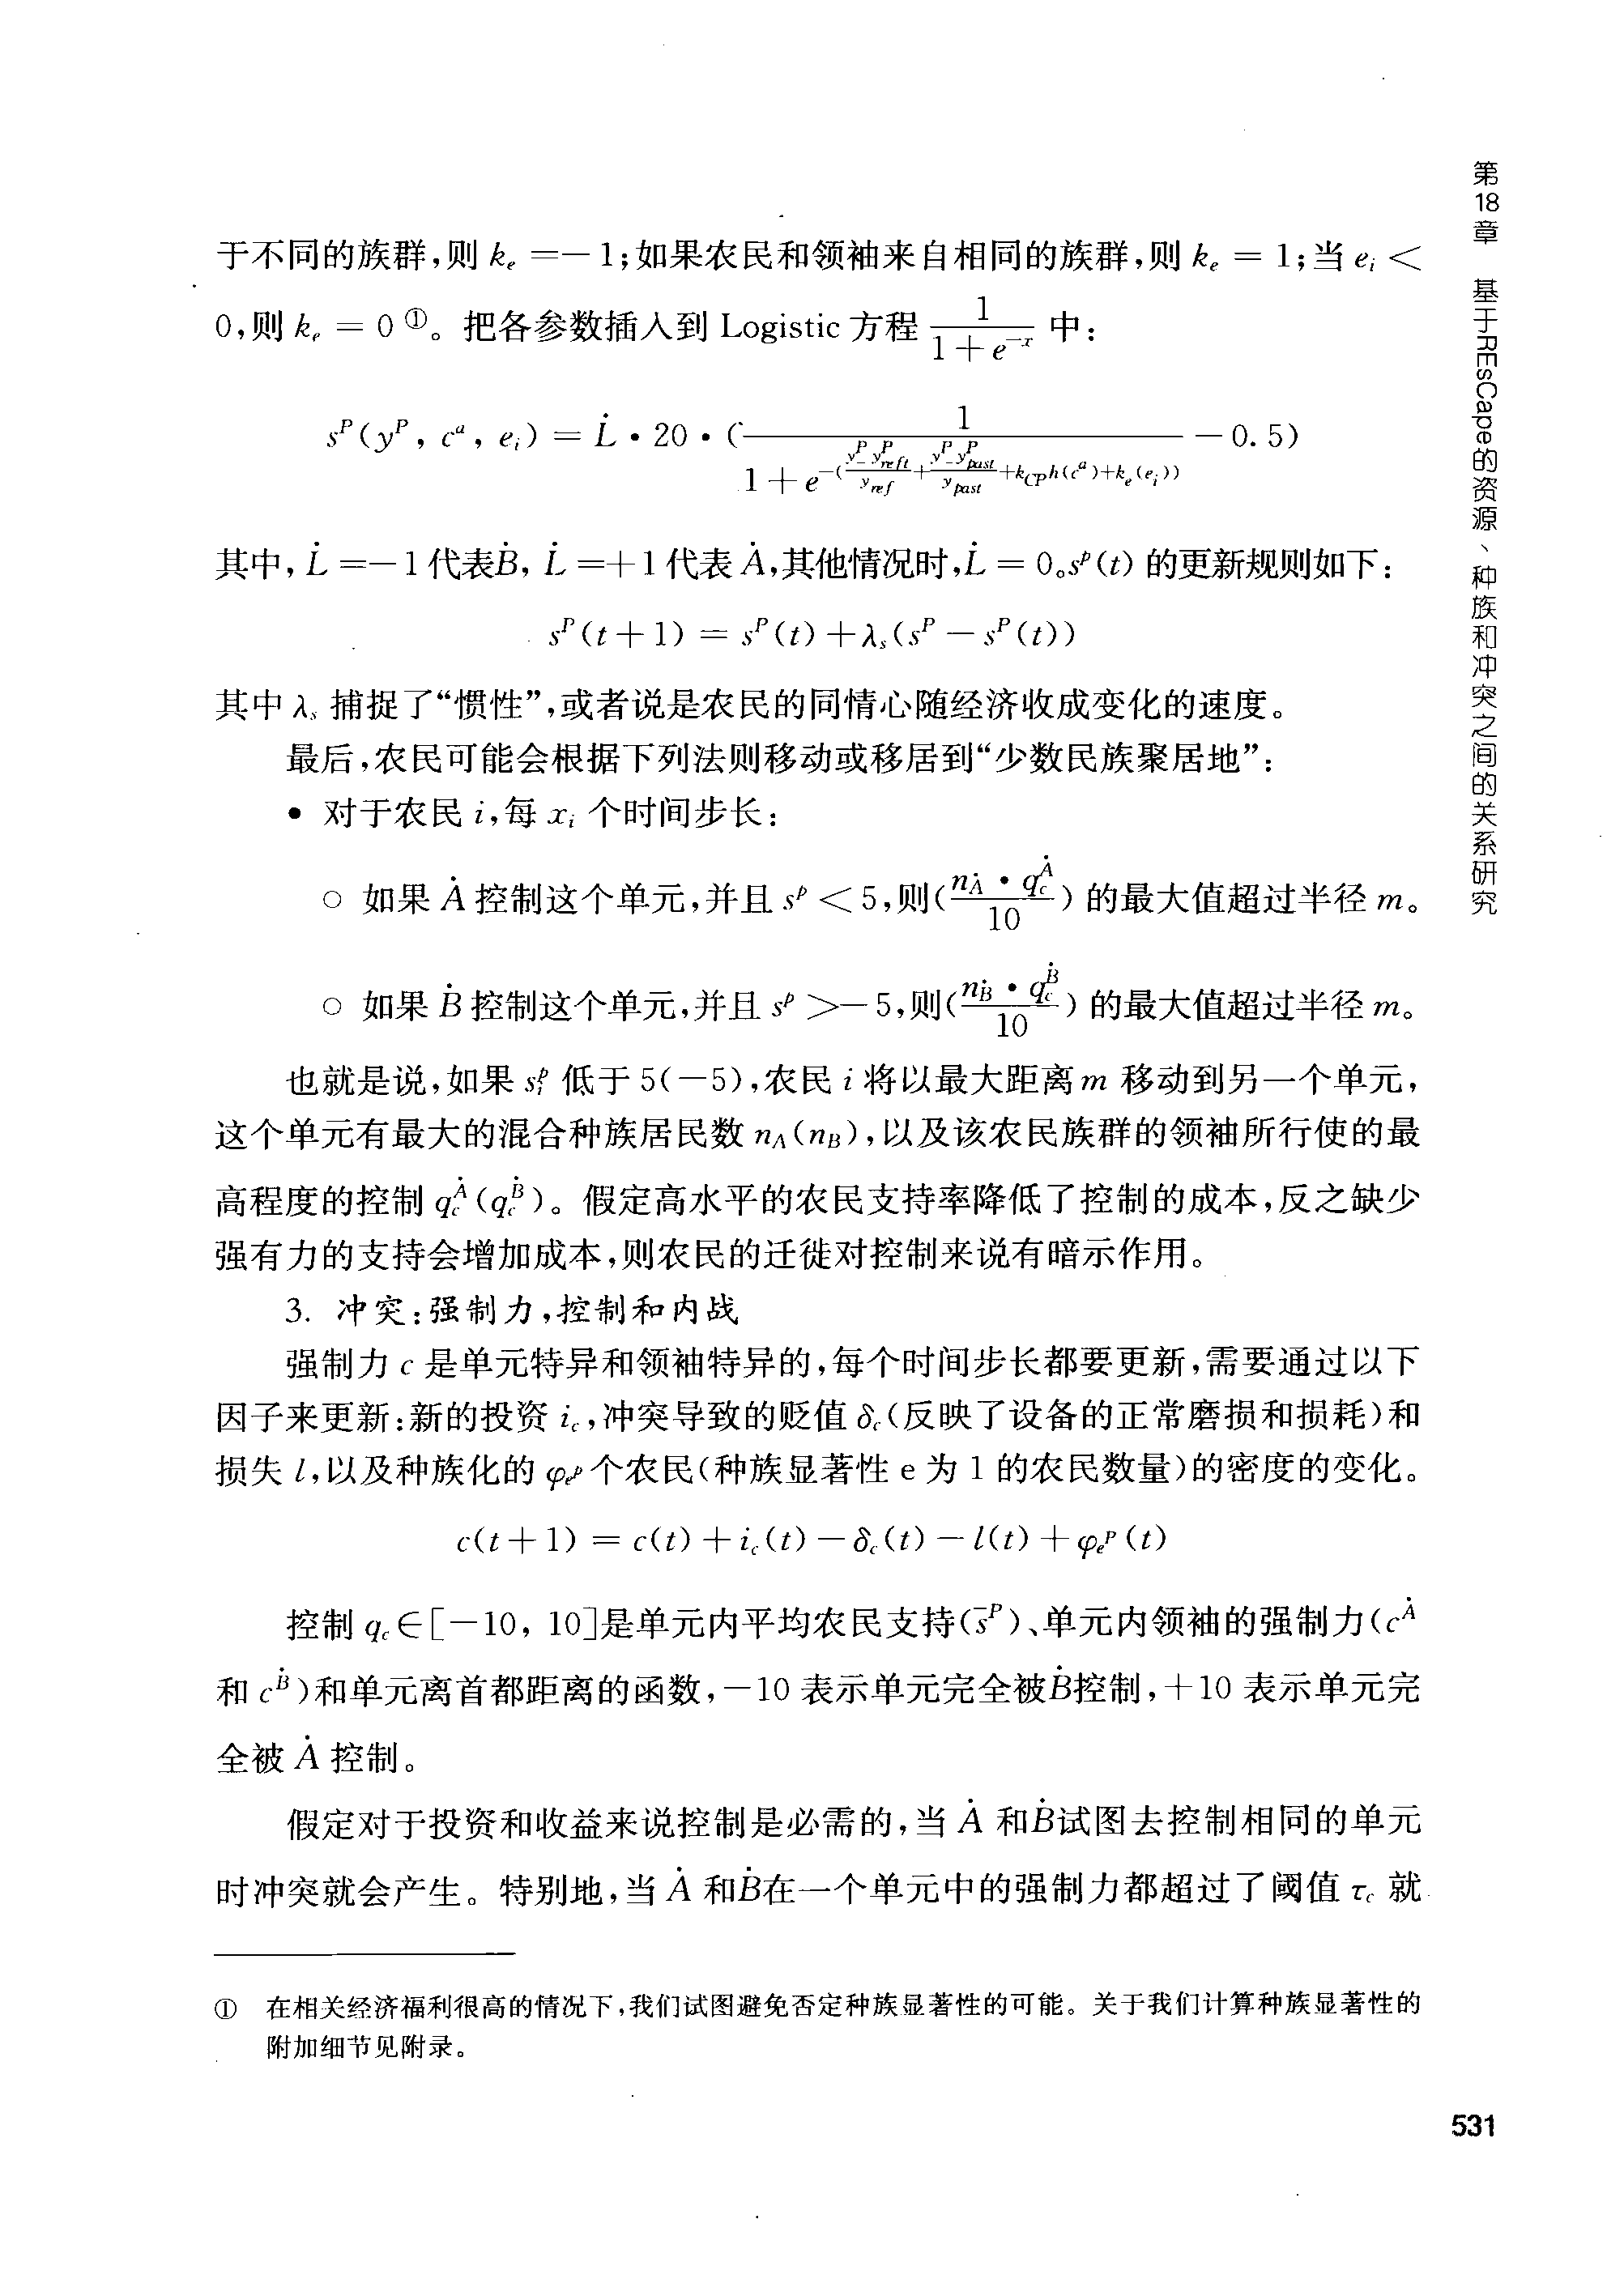 于不同的族群,则 kₑ =－1;如果农民和领袖来自相同的族群,则 kₑ = 1;当 eᵢ <
0,则 kₑ = 0 ①。把各参数插入到 Logistic 方程 $\frac{1}{1+e^{-x}}$ 中:
$s^P(y^P, c^a, e_i) = \dot{L} \cdot 20 \cdot (\frac{1}{1+e^{-(\frac{y^P-y^P_{reft}}{y_{ref}}+\frac{y^P-y^P_{past}}{y_{past}}+k_{CP}h(c^a)+k_e(e_i))}}-0.5)$
其中, $\dot{L}$ =－1 代表 $\dot{B}$, $\dot{L}$ =＋1 代表 $\dot{A}$,其他情况时,$\dot{L}$ = 0。$s^p(t)$ 的更新规则如下:
$s^P(t+1) = s^P(t)+\lambda_s(s^P-s^P(t))$
其中 $\lambda_s$ 捕捉了“惯性”,或者说是农民的同情心随经济收成变化的速度。
最后,农民可能会根据下列法则移动或移居到“少数民族聚居地”:
• 对于农民 i,每 $x_i$ 个时间步长:
○ 如果 $\dot{A}$ 控制这个单元,并且 $s^p$ < 5,则($\frac{n_{\dot{A}} \cdot q_c^{\dot{A}}}{10}$) 的最大值超过半径 m。
○ 如果 $\dot{B}$ 控制这个单元,并且 $s^p$ >－5,则($\frac{n_{\dot{B}} \cdot q_c^{\dot{B}}}{10}$) 的最大值超过半径 m。
也就是说,如果 $s_i^p$ 低于 5(－5),农民 i 将以最大距离 m 移动到另一个单元,
这个单元有最大的混合种族居民数 $n_A$($n_B$),以及该农民族群的领袖所行使的最
高程度的控制 $q_c^{\dot{A}}$($q_c^{\dot{B}}$)。假定高水平的农民支持率降低了控制的成本,反之缺少
强有力的支持会增加成本,则农民的迁徙对控制来说有暗示作用。
3. 冲突:强制力,控制和内战
强制力 c 是单元特异和领袖特异的,每个时间步长都要更新,需要通过以下
因子来更新:新的投资 $i_c$,冲突导致的贬值 $\delta_c$(反映了设备的正常磨损和损耗)和
损失 l,以及种族化的 $\varphi_{e^p}$ 个农民(种族显著性 e 为 1 的农民数量)的密度的变化。
$c(t+1) = c(t)+i_c(t)-\delta_c(t)-l(t)+\varphi_{e^P}(t)$
控制 $q_c$∈[－10, 10]是单元内平均农民支持($\bar{s}^P$)、单元内领袖的强制力($c^{\dot{A}}$
和 $c^{\dot{B}}$)和单元离首都距离的函数,－10 表示单元完全被$\dot{B}$控制,＋10 表示单元完
全被 $\dot{A}$ 控制。
假定对于投资和收益来说控制是必需的,当 $\dot{A}$ 和$\dot{B}$试图去控制相同的单元
时冲突就会产生。特别地,当 $\dot{A}$ 和$\dot{B}$在一个单元中的强制力都超过了阈值 $\tau_c$ 就
① 在相关经济福利很高的情况下,我们试图避免否定种族显著性的可能。关于我们计算种族显著性的
附加细节见附录。
第18章 基于REsCape的资源、种族和冲突之间的关系研究
531